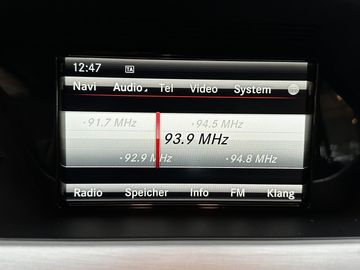 12:47 TA
Navi Audio Tel Video System
91.7 MHz 94.5 MHz
93.9 MHz
92.9 MHz 94.8 MHz
Radio Speicher Info FM Klang